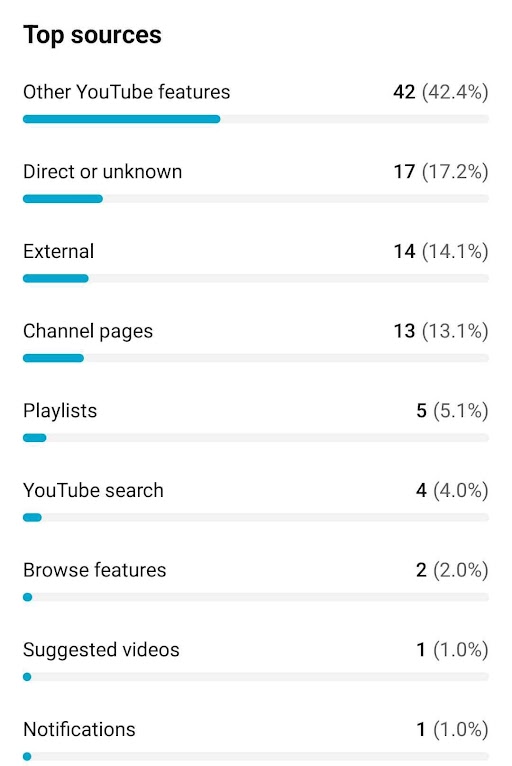 Top sources
Other YouTube features 42 (42.4%)
Direct or unknown 17 (17.2%)
External 14 (14.1%)
Channel pages 13 (13.1%)
Playlists 5 (5.1%)
YouTube search 4 (4.0%)
Browse features 2 (2.0%)
Suggested videos 1 (1.0%)
Notifications 1 (1.0%)